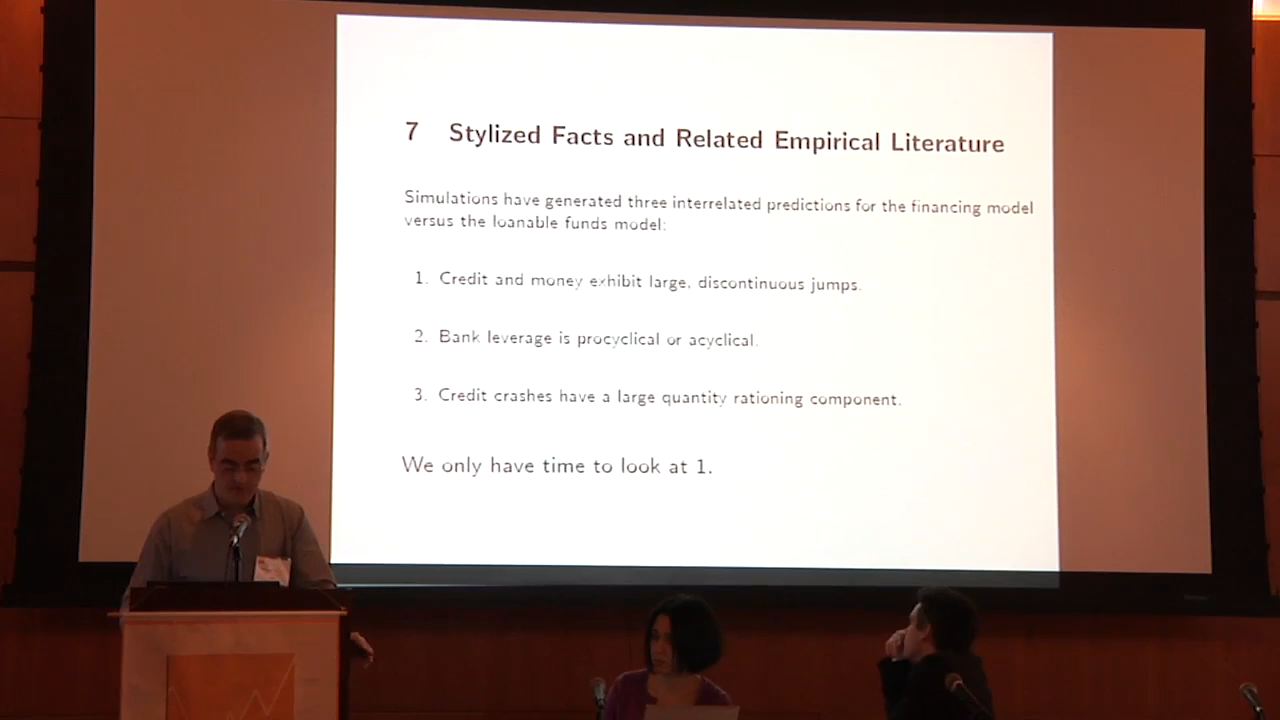 7 Stylized Facts and Related Empirical Literature
Simulations have generated three interrelated predictions for the financing model
versus the loanable funds model:
1. Credit and money exhibit large, discontinuous jumps.
2. Bank leverage is procyclical or acyclical.
3. Credit crashes have a large quantity rationing component.
We only have time to look at 1.